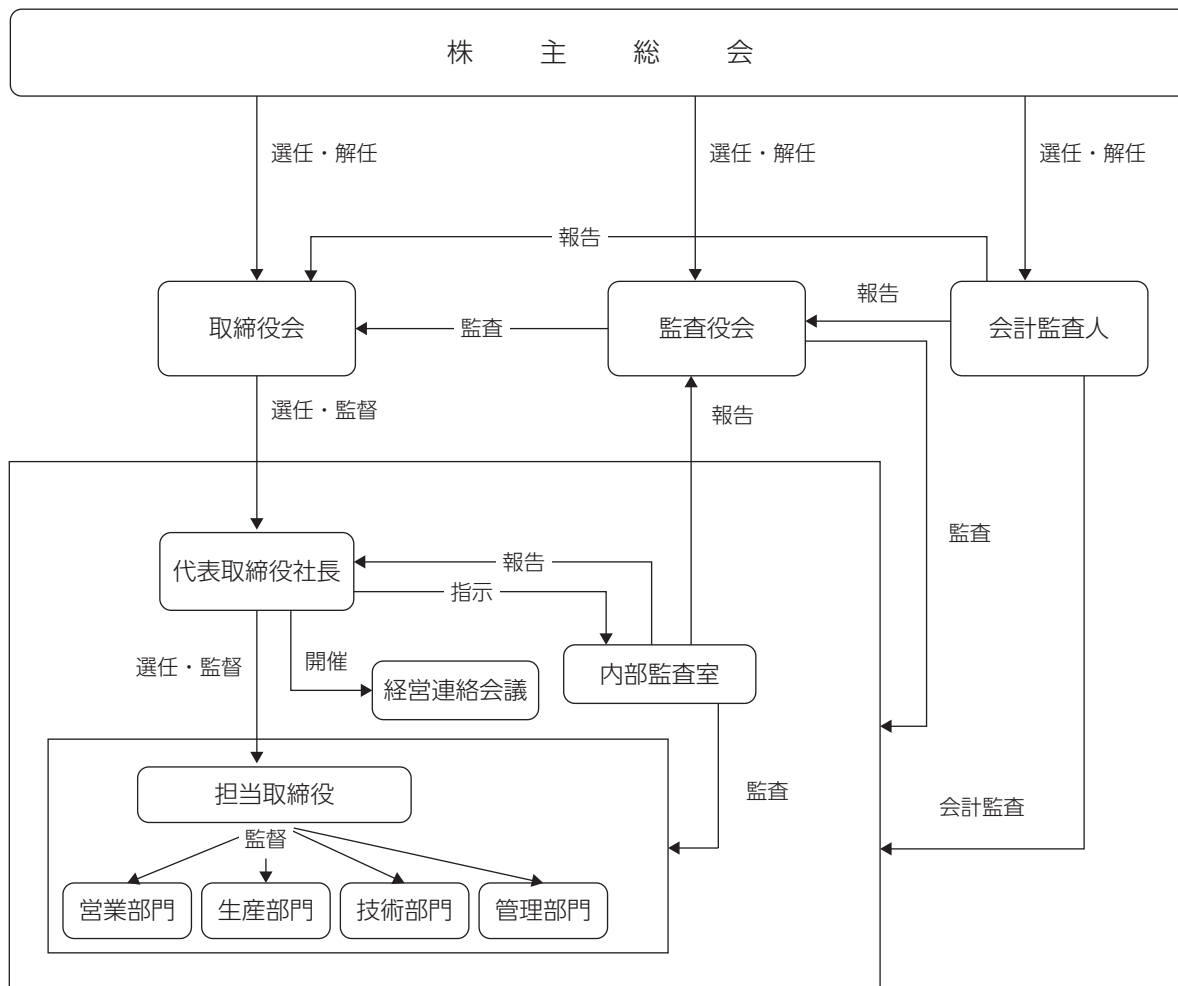 株主総会
選任・解任
選任・解任
選任・解任
報告
報告
取締役会
監査
監査役会
会計監査人
選任・監督
報告
監査
代表取締役社長
報告
指示
選任・監督
開催
経営連絡会議
内部監査室
担当取締役
監査
会計監査
監督
営業部門
生産部門
技術部門
管理部門